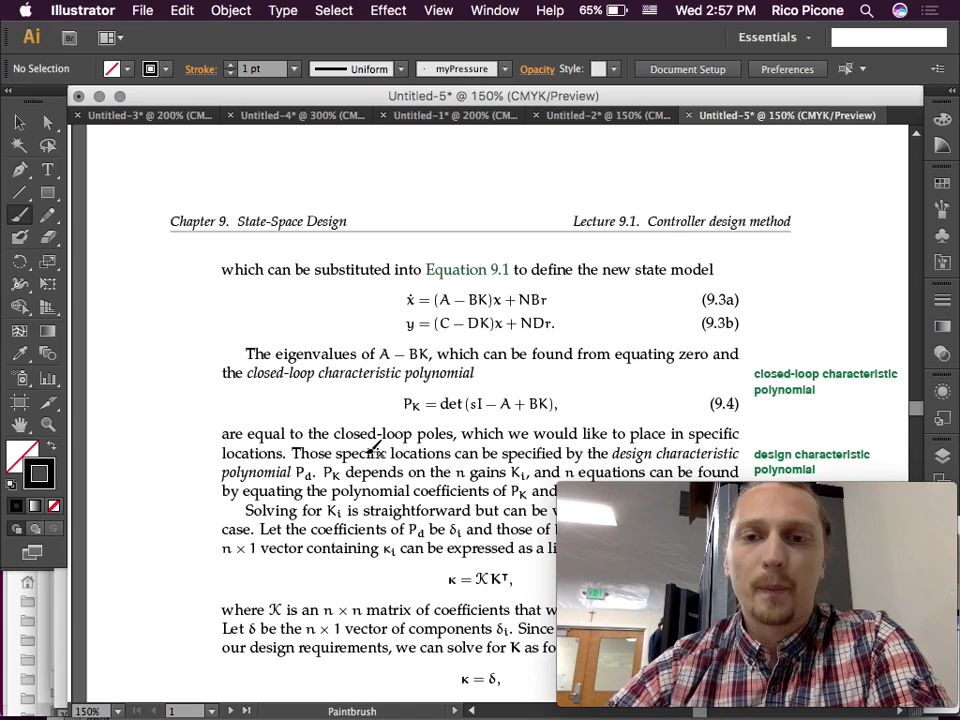 Illustrator File Edit Object Type Select Effect View Window Help 65% Wed 2:57 PM Rico Picone
Ai Br Essentials
No Selection Stroke: 1 pt Uniform myPressure Opacity Style: Document Setup Preferences
Untitled-5* @ 150% (CMYK/Preview)
Untitled-3* @ 200% (CM... Untitled-4* @ 300% (CM... Untitled-1* @ 200% (CM... Untitled-2* @ 150% (CM... Untitled-5* @ 150% (CMYK/Preview)
Chapter 9. State-Space Design Lecture 9.1. Controller design method
which can be substituted into Equation 9.1 to define the new state model
ẋ = (A − BK)x + NBr (9.3a)
y = (C − DK)x + NDr. (9.3b)
The eigenvalues of A − BK, which can be found from equating zero and
the closed-loop characteristic polynomial
closed-loop characteristic
polynomial
P_K = det(sI − A + BK), (9.4)
are equal to the closed-loop poles, which we would like to place in specific
locations. Those specific locations can be specified by the design characteristic
polynomial P_d. P_K depends on the n gains K_i, and n equations can be found
design characteristic
polynomial
by equating the polynomial coefficients of P_K and
Solving for K_i is straightforward but can be
case. Let the coefficients of P_d be δ_i and those of
n × 1 vector containing κ_i can be expressed as a
κ = 𝒦K⊤,
where 𝒦 is an n × n matrix of coefficients that
Let δ be the n × 1 vector of components δ_i. Since
our design requirements, we can solve for K as
κ = δ,
150% 1 Paintbrush